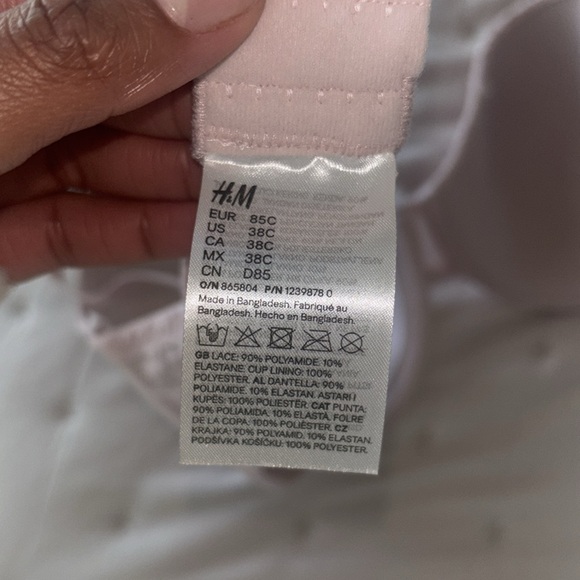 H&M
EUR 85C
US 38C
CA 38C
MX 38C
CN D85
O/N 865804 P/N 1239878 0
Made in Bangladesh. Fabriqué au
Bangladesh. Hecho en Bangladesh.
GB LACE: 90% POLYAMIDE. 10%
ELASTANE. CUP LINING: 100%
POLYESTER. AL DANTELLA: 90%
POLIAMIDE. 10% ELASTAN. ASTARI I
KUPËS: 100% POLIESTËR. CAT PUNTA:
90% POLIAMIDA. 10% ELASTÀ. FOLRE
DE LA COPA: 100% POLIÈSTER. CZ
KRAJKA: 90% POLYAMID. 10% ELASTAN.
PODŠÍVKA KOŠÍČKU: 100% POLYESTER.